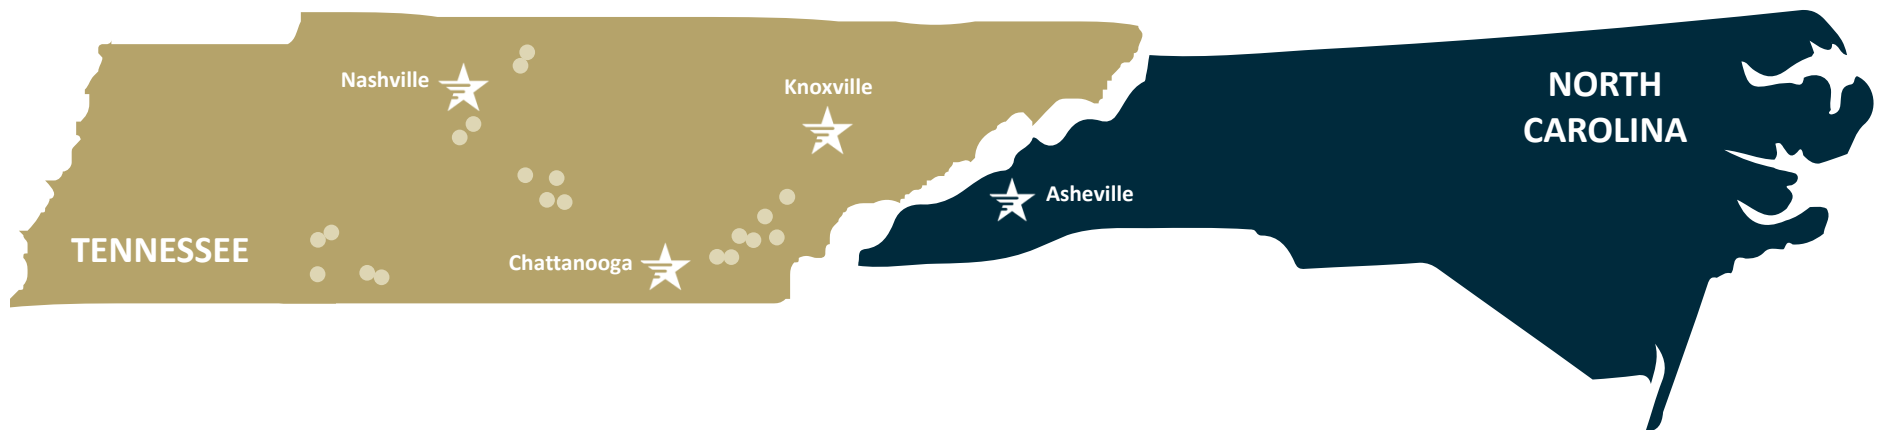 Nashville
Knoxville
NORTH
CAROLINA
Asheville
TENNESSEE
Chattanooga